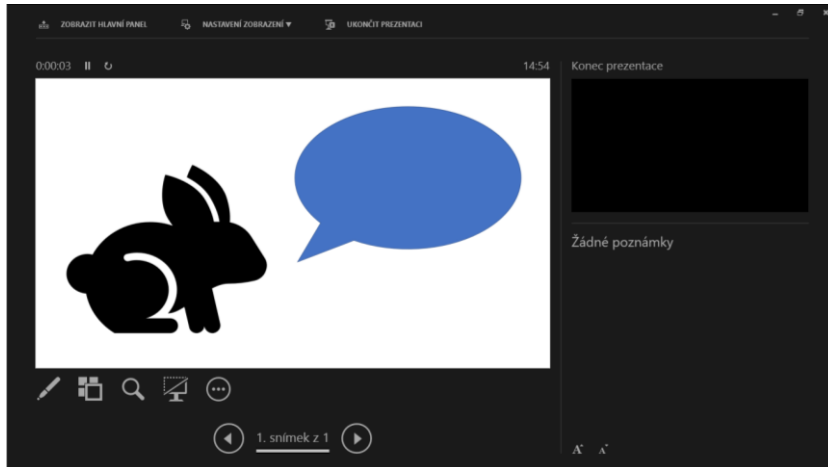 ZOBRAZIT HLAVNÍ PANEL NASTAVENÍ ZOBRAZENÍ ▼ UKONČIT PREZENTACI
0:00:03 14:54 Konec prezentace
Žádné poznámky
1. snímek z 1
A A